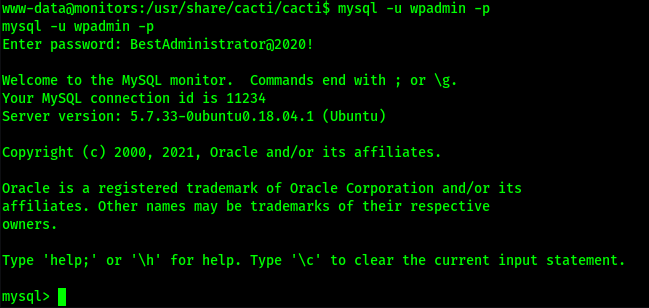 www-data@monitors:/usr/share/cacti/cacti$ mysql -u wpadmin -p
mysql -u wpadmin -p
Enter password: BestAdministrator@2020!
Welcome to the MySQL monitor.  Commands end with ; or \g.
Your MySQL connection id is 11234
Server version: 5.7.33-0ubuntu0.18.04.1 (Ubuntu)
Copyright (c) 2000, 2021, Oracle and/or its affiliates.
Oracle is a registered trademark of Oracle Corporation and/or its
affiliates. Other names may be trademarks of their respective
owners.
Type 'help;' or '\h' for help. Type '\c' to clear the current input statement.
mysql>